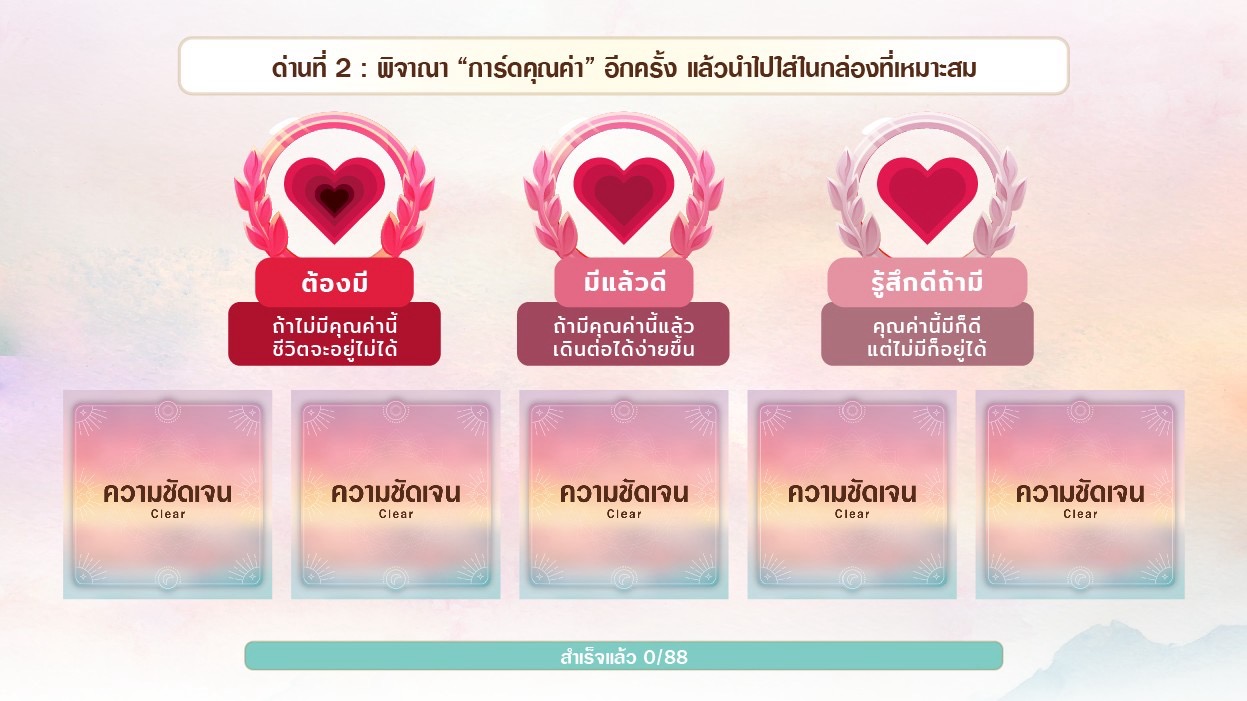 ด่านที่ 2 : พิจาณา “การ์ดคุณค่า” อีกครั้ง แล้วนำไปใส่ในกล่องที่เหมาะสม
ต้องมี
ถ้าไม่มีคุณค่านี้
ชีวิตจะอยู่ไม่ได้
มีแล้วดี
ถ้ามีคุณค่านี้แล้ว
เดินต่อได้ง่ายขึ้น
รู้สึกดีถ้ามี
คุณค่านี้มีก็ดี
แต่ไม่มีก็อยู่ได้
ความชัดเจน
Clear
ความชัดเจน
Clear
ความชัดเจน
Clear
ความชัดเจน
Clear
ความชัดเจน
Clear
สำเร็จแล้ว 0/88